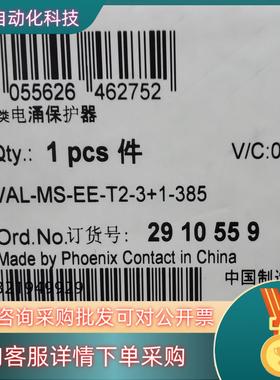 自动化科技
055626 462752
类电涌保护器
Qty.: 1 pcs 件
V/C:0
VAL-MS-EE-T2-3+1-385
Ord.No.订货号: 29 10 55 9
Made by Phoenix Contact in China
中国制造
咨询采购批发可对公开票
询客服详情下单采购